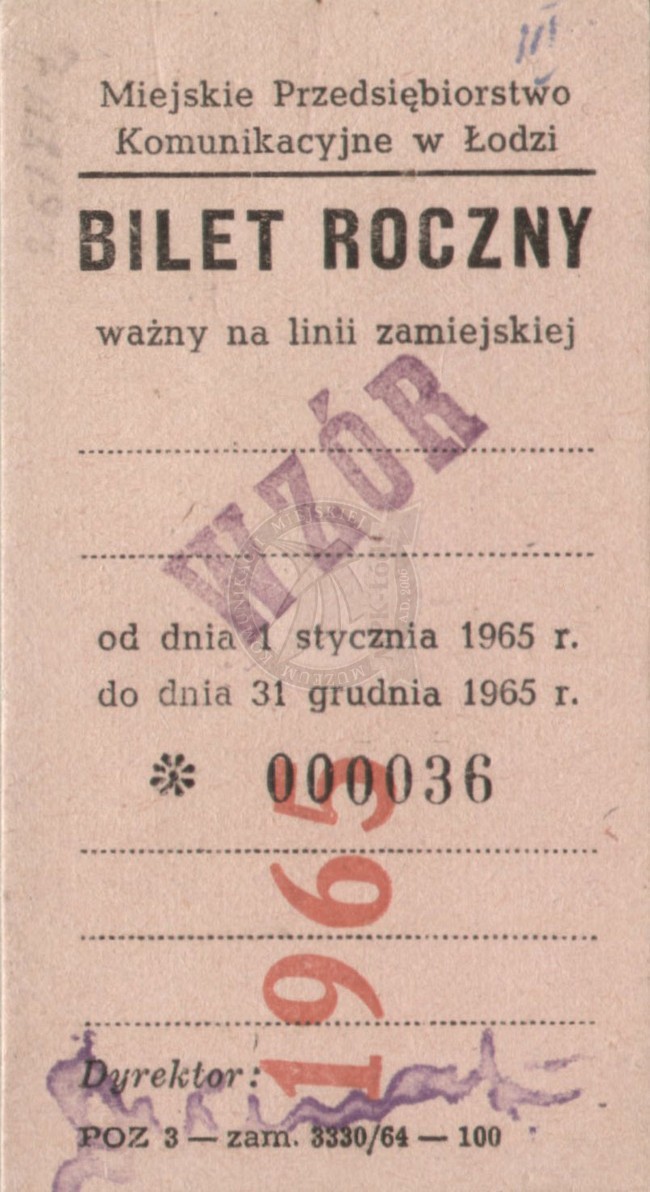 III
Miejskie Przedsiębiorstwo
Komunikacyjne w Łodzi
BILET ROCZNY
ważny na linii zamiejskiej
WZÓR
od dnia 1 stycznia 1965 r.
do dnia 31 grudnia 1965 r.
* 000036
1965
Dyrektor:
POZ 3 — zam. 3330/64 — 100